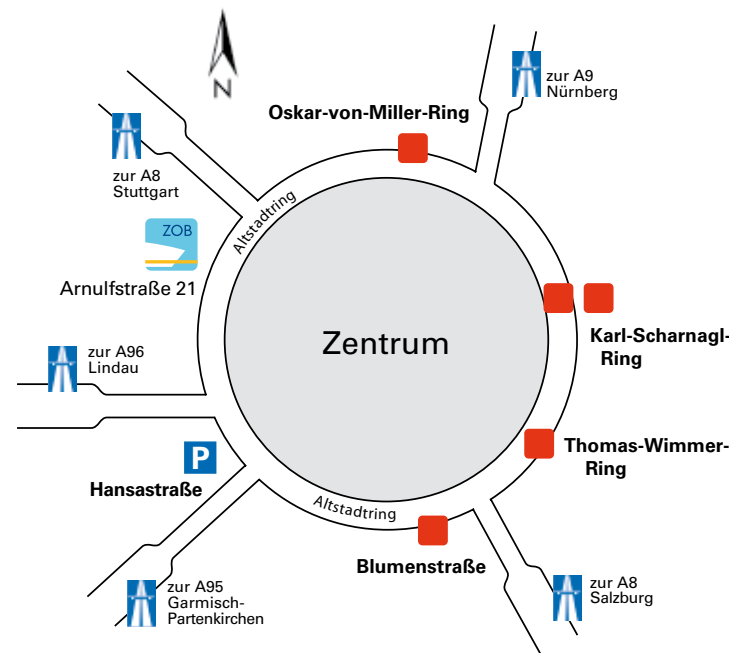 N
zur A9
Nürnberg
Oskar-von-Miller-Ring
zur A8
Stuttgart
Altstadtring
ZOB
Arnulfstraße 21
Zentrum
Karl-Scharnagl-
Ring
zur A96
Lindau
Thomas-Wimmer-
Ring
P
Hansastraße
Altstadtring
Blumenstraße
zur A95
Garmisch-
Partenkirchen
zur A8
Salzburg